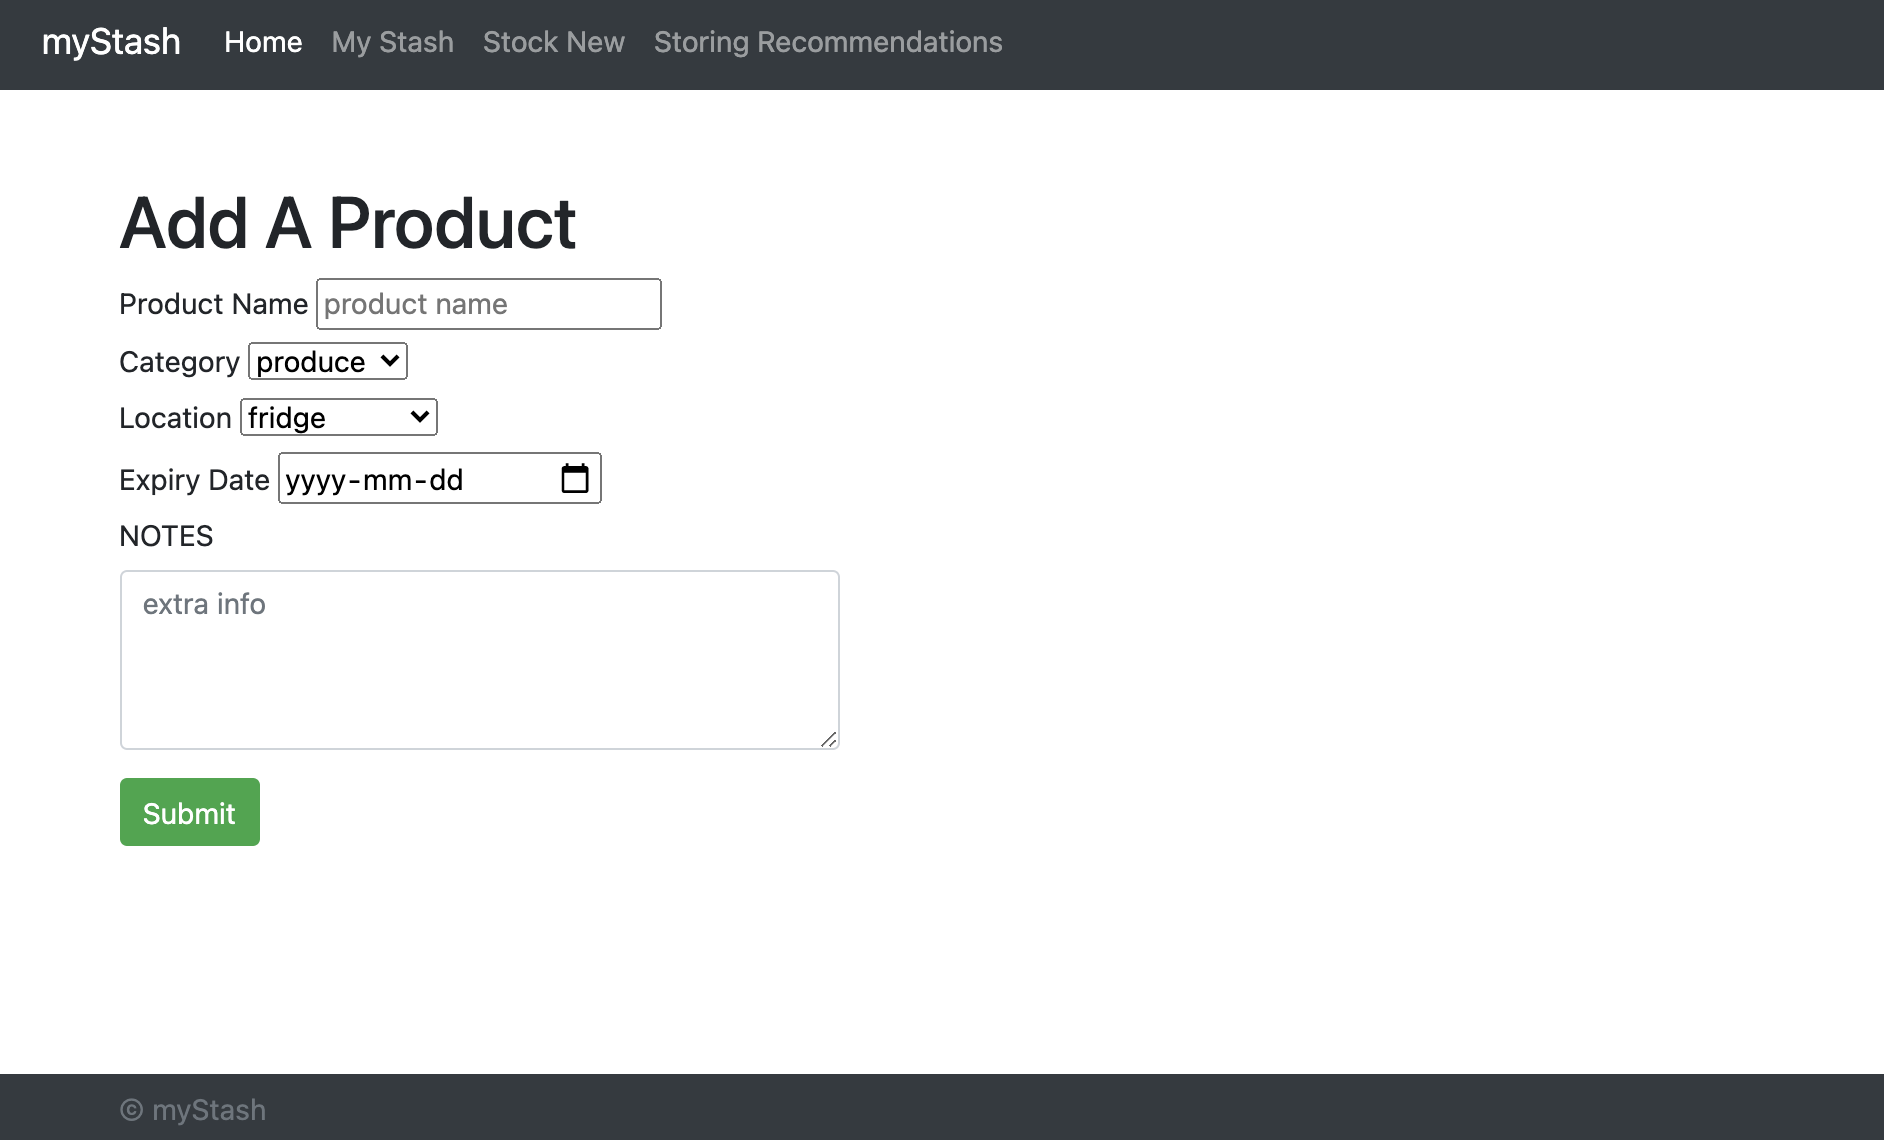 myStash Home My Stash Stock New Storing Recommendations
Add A Product
Product Name product name
Category produce
Location fridge
Expiry Date yyyy-mm-dd
NOTES
extra info
Submit
© myStash